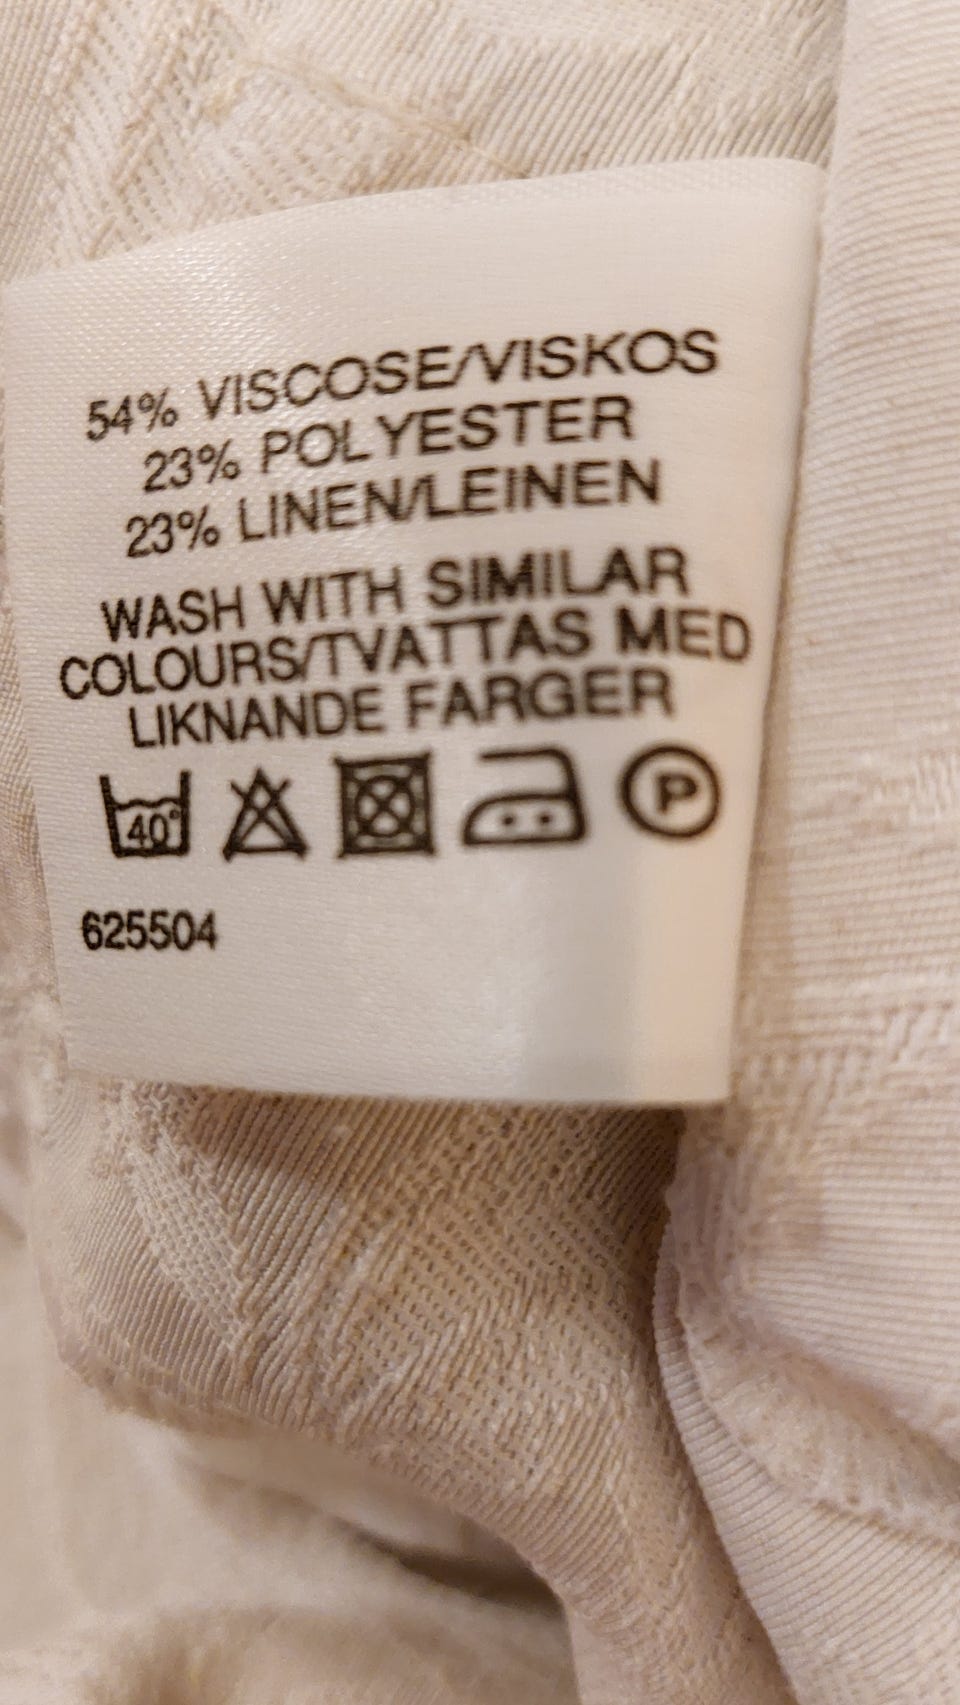 54% VISCOSE/VISKOS
23% POLYESTER
23% LINEN/LEINEN
WASH WITH SIMILAR
COLOURS/TVATTAS MED
LIKNANDE FARGER
40° P
625504